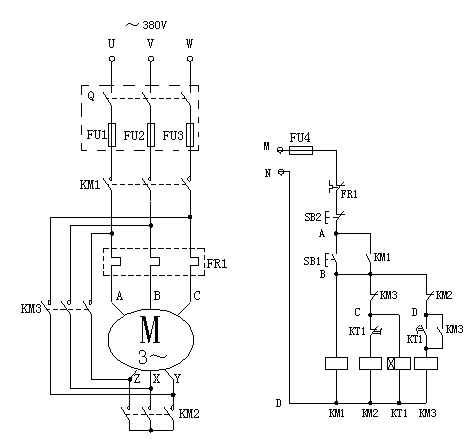 ～ 380V
U V W
Q
FU1 FU2 FU3
M FU4
N
KM1
FR1
SB2
A
SB1 KM1
FR1
B
A B C
KM3 KM2
KM3
M
C D
3～
KT1 KT1 KM3
Z X Y
KM2
D
KM1 KM2 KT1 KM3